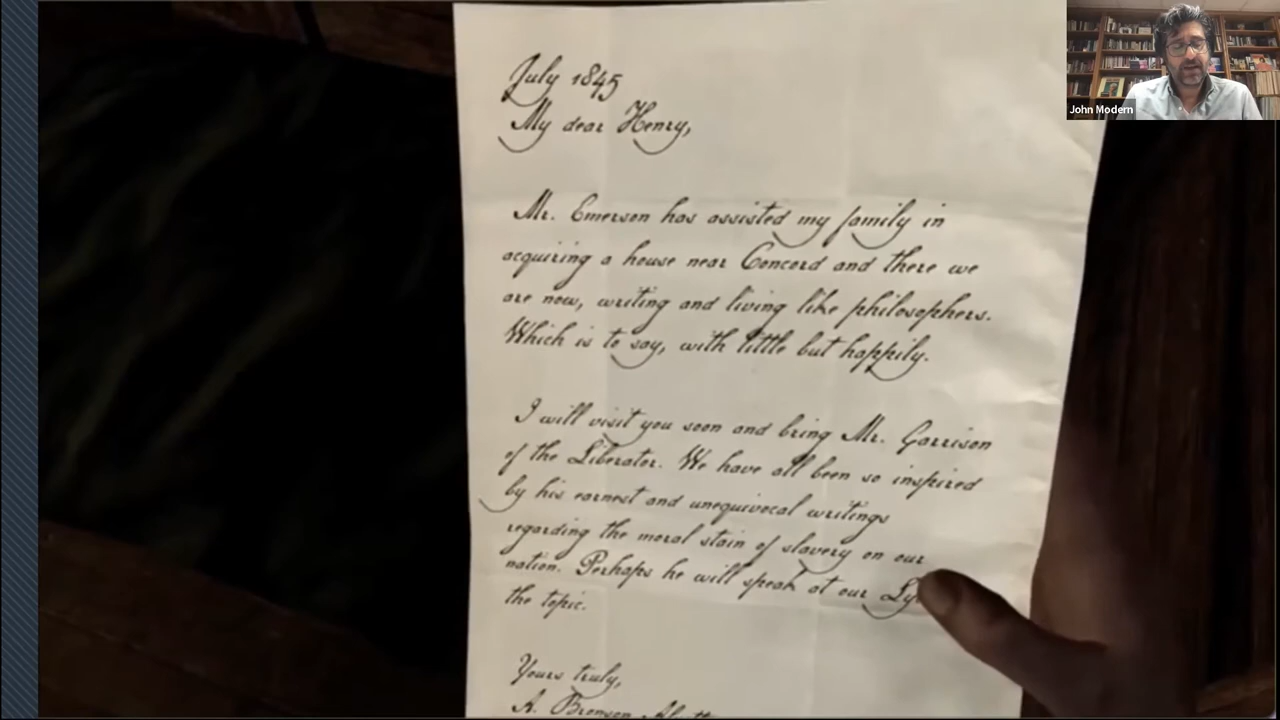 July 1845
My dear Henry,
Mr. Emerson has assisted my family in
acquiring a house near Concord and there we
are now, writing and living like philosophers.
Which is to say, with little but happily.
I will visit you soon and bring Mr. Garrison
of the Liberator. We have all been so inspired
by his earnest and unequivocal writings
regarding the moral stain of slavery on our
nation. Perhaps he will speak at our
the topic.
Yours truly,
A. Bronson
John Modern